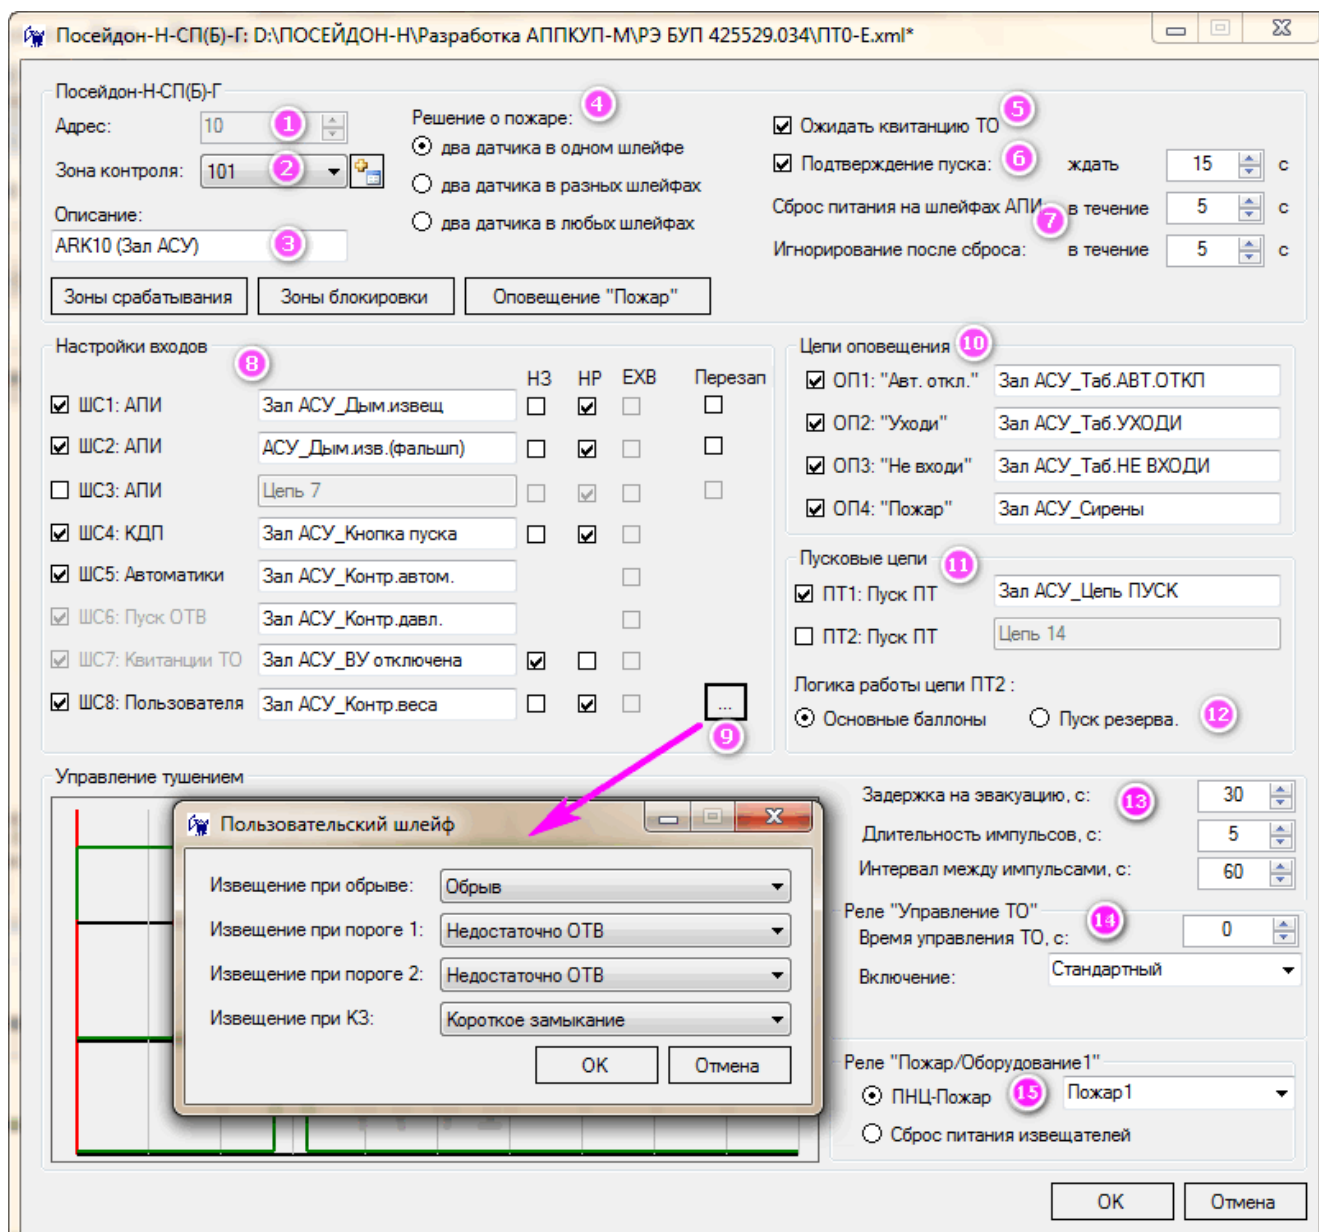 Посейдон-Н-СП(Б)-Г: D:\ПОСЕЙДОН-Н\Разработка АППКУП-М\РЭ БУП 425529.034\ПТ0-Е.xml*
Посейдон-Н-СП(Б)-Г
Адрес: 10 1
Зона контроля: 101 2
Описание:
ARK10 (Зал АСУ) 3
Решение о пожаре: 4
два датчика в одном шлейфе
два датчика в разных шлейфах
два датчика в любых шлейфах
Ожидать квитанцию ТО 5
Подтверждение пуска: 6 ждать 15 с
Сброс питания на шлейфах АПИ: 7 в течение 5 с
Игнорирование после сброса: в течение 5 с
Зоны срабатывания Зоны блокировки Оповещение "Пожар"
Настройки входов 8
НЗ НР EXB Перезап
ШС1: АПИ Зал АСУ_Дым.извещ
ШС2: АПИ АСУ_Дым.изв.(фальшп)
ШС3: АПИ Цепь 7
ШС4: КДП Зал АСУ_Кнопка пуска
ШС5: Автоматики Зал АСУ_Контр.автом.
ШС6: Пуск ОТВ Зал АСУ_Контр.давл.
ШС7: Квитанции ТО Зал АСУ_ВУ отключена
ШС8: Пользователя Зал АСУ_Контр.веса ...
9
Цепи оповещения 10
ОП1: "Авт. откл." Зал АСУ_Таб.АВТ.ОТКЛ
ОП2: "Уходи" Зал АСУ_Таб.УХОДИ
ОП3: "Не входи" Зал АСУ_Таб.НЕ ВХОДИ
ОП4: "Пожар" Зал АСУ_Сирены
Пусковые цепи 11
ПТ1: Пуск ПТ Зал АСУ_Цепь ПУСК
ПТ2: Пуск ПТ Цепь 14
Логика работы цепи ПТ2 :
Основные баллоны Пуск резерва. 12
Управление тушением
Пользовательский шлейф
Извещение при обрыве: Обрыв
Извещение при пороге 1: Недостаточно ОТВ
Извещение при пороге 2: Недостаточно ОТВ
Извещение при КЗ: Короткое замыкание
ОК Отмена
Задержка на эвакуацию, с: 13 30
Длительность импульсов, с: 5
Интервал между импульсами, с: 60
Реле "Управление ТО" 14
Время управления ТО, с: 0
Включение: Стандартный
Реле "Пожар/Оборудование1"
ПНЦ-Пожар 15 Пожар1
Сброс питания извещателей
ОК Отмена